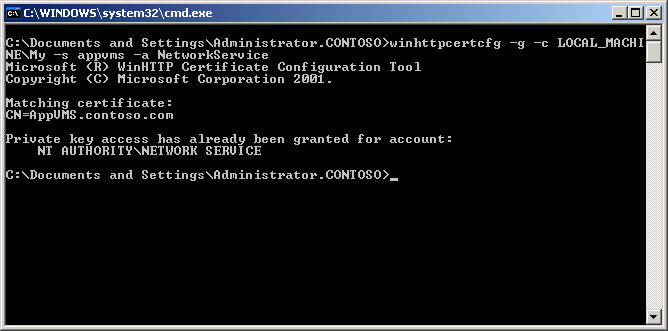 C:\WINDOWS\system32\cmd.exe
C:\Documents and Settings\Administrator.CONTOSO>winhttpcertcfg -g -c LOCAL_MACHI
NE\My -s appvms -a NetworkService
Microsoft (R) WinHTTP Certificate Configuration Tool
Copyright (C) Microsoft Corporation 2001.
Matching certificate:
CN=AppVMS.contoso.com
Private key access has already been granted for account:
NT AUTHORITY\NETWORK SERVICE
C:\Documents and Settings\Administrator.CONTOSO>_